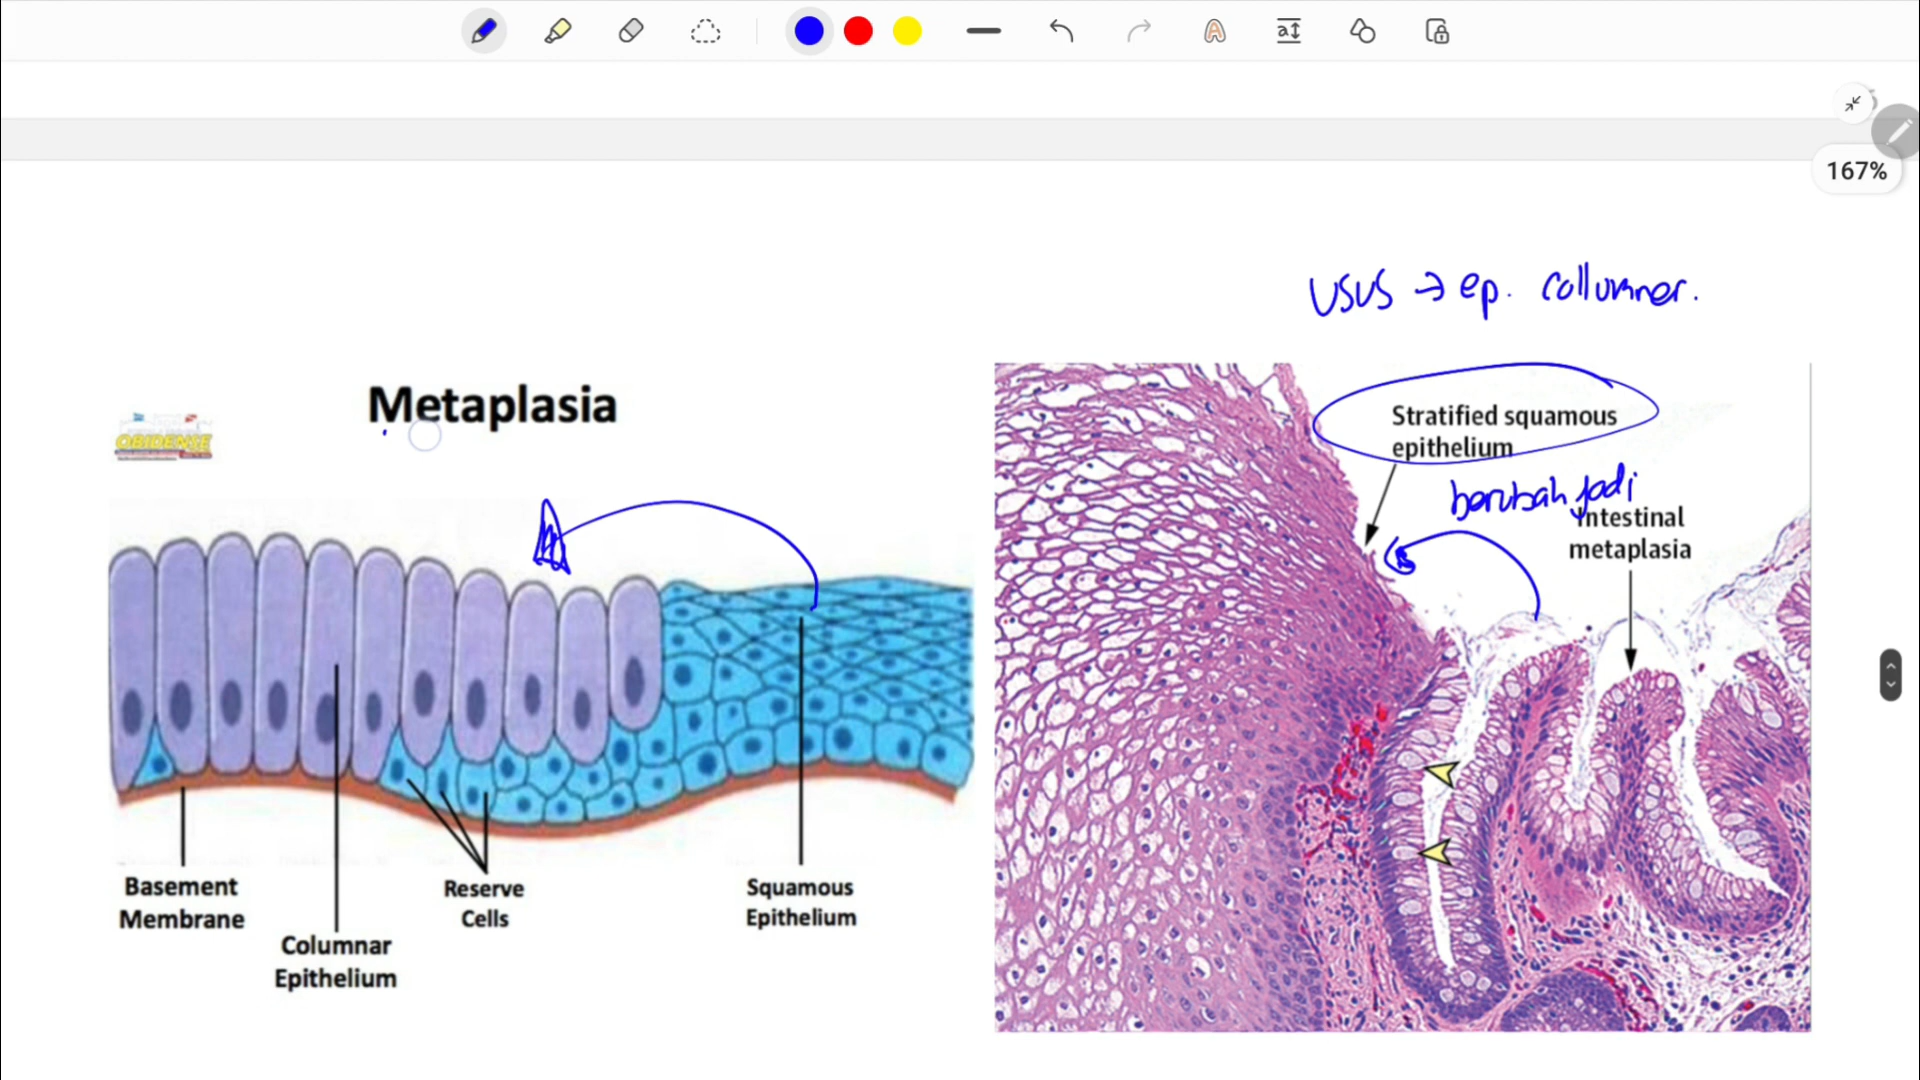 167%
usus → ep. collumner.
Metaplasia
OBIDENTE
Stratified squamous
epithelium
berubah jadi
Intestinal
metaplasia
Basement
Membrane
Columnar
Epithelium
Reserve
Cells
Squamous
Epithelium